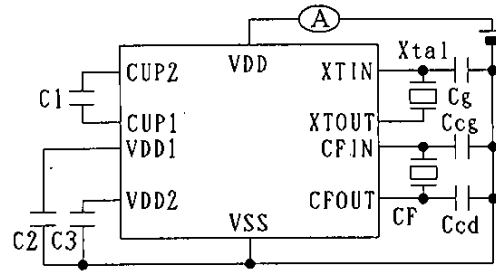 A
VDD
CUP2
XTIN
Xtal
C1
Cg
CUP1
XTOUT
Ccg
VDD1
CFIN
VDD2
CFOUT
CF
Ccd
C2
C3
VSS